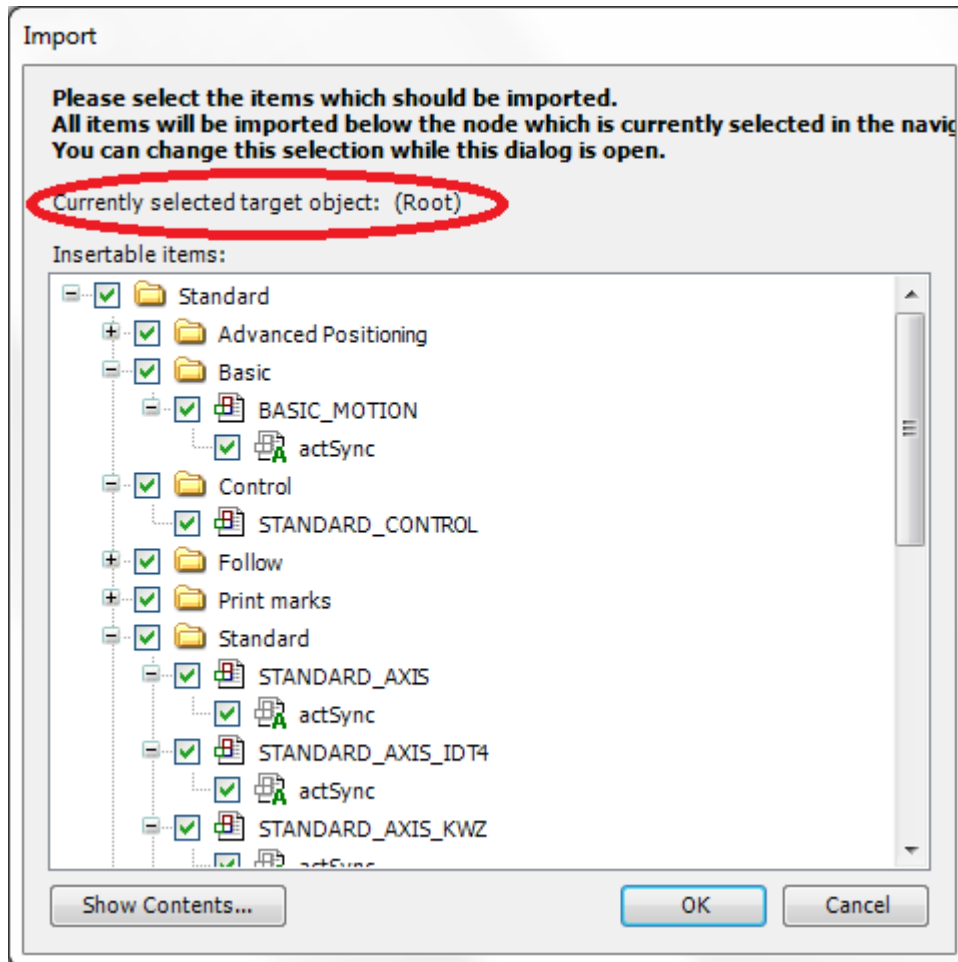 Import
Please select the items which should be imported.
All items will be imported below the node which is currently selected in the
You can change this selection while this dialog is open.
Currently selected target object: (Root)
Insertable items:
Standard
Advanced Positioning
Basic
BASIC_MOTION
actSync
Control
STANDARD_CONTROL
Follow
Print marks
Standard
STANDARD_AXIS
actSync
STANDARD_AXIS_IDT4
actSync
STANDARD_AXIS_KWZ
actSync
Show Contents...
OK
Cancel